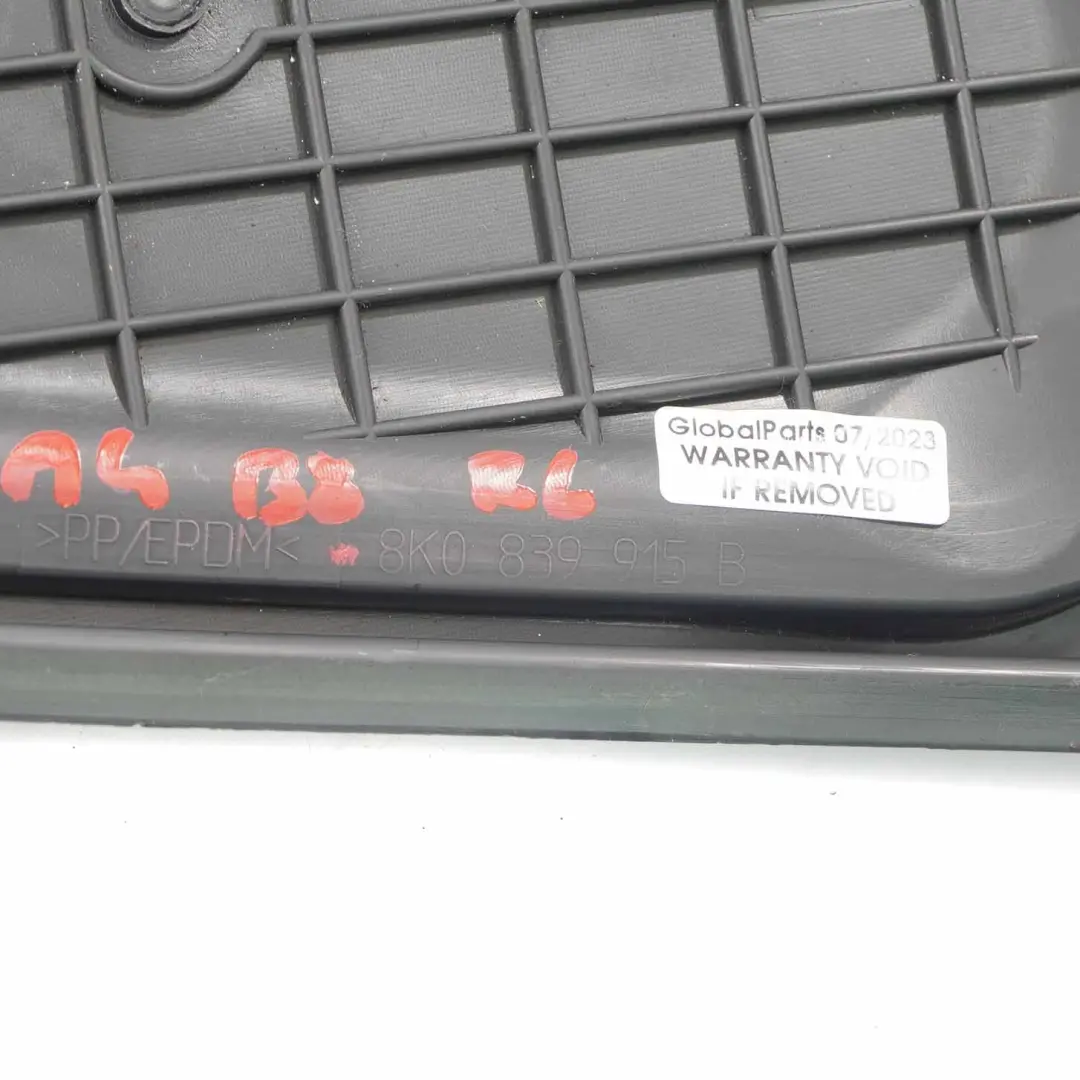 A4 B8 RL
GlobalParts 07/2023
WARRANTY VOID
IF REMOVED
>PP/EPDM< 8K0 839 915 B